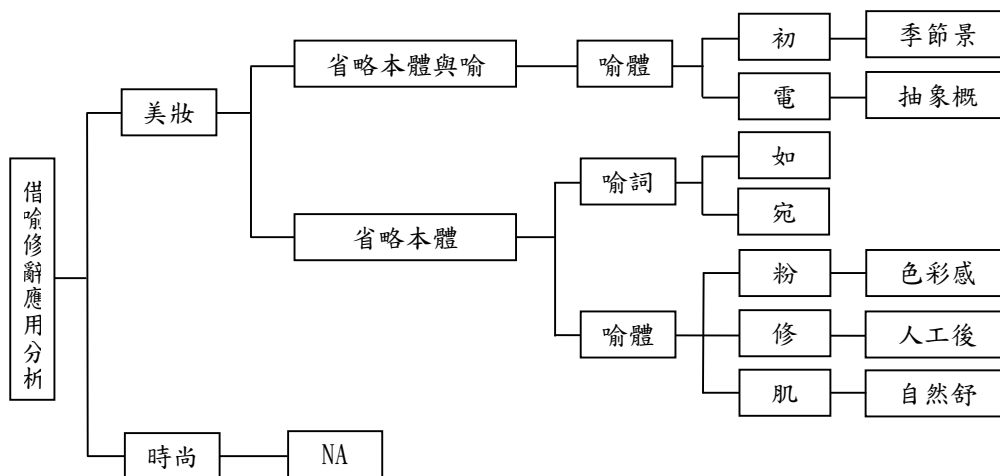 借喻修辭應用分析
美妝
省略本體與喻
喻體
初
季節景
電
抽象概
省略本體
喻詞
如
宛
喻體
粉
色彩感
修
人工後
肌
自然舒
時尚
NA